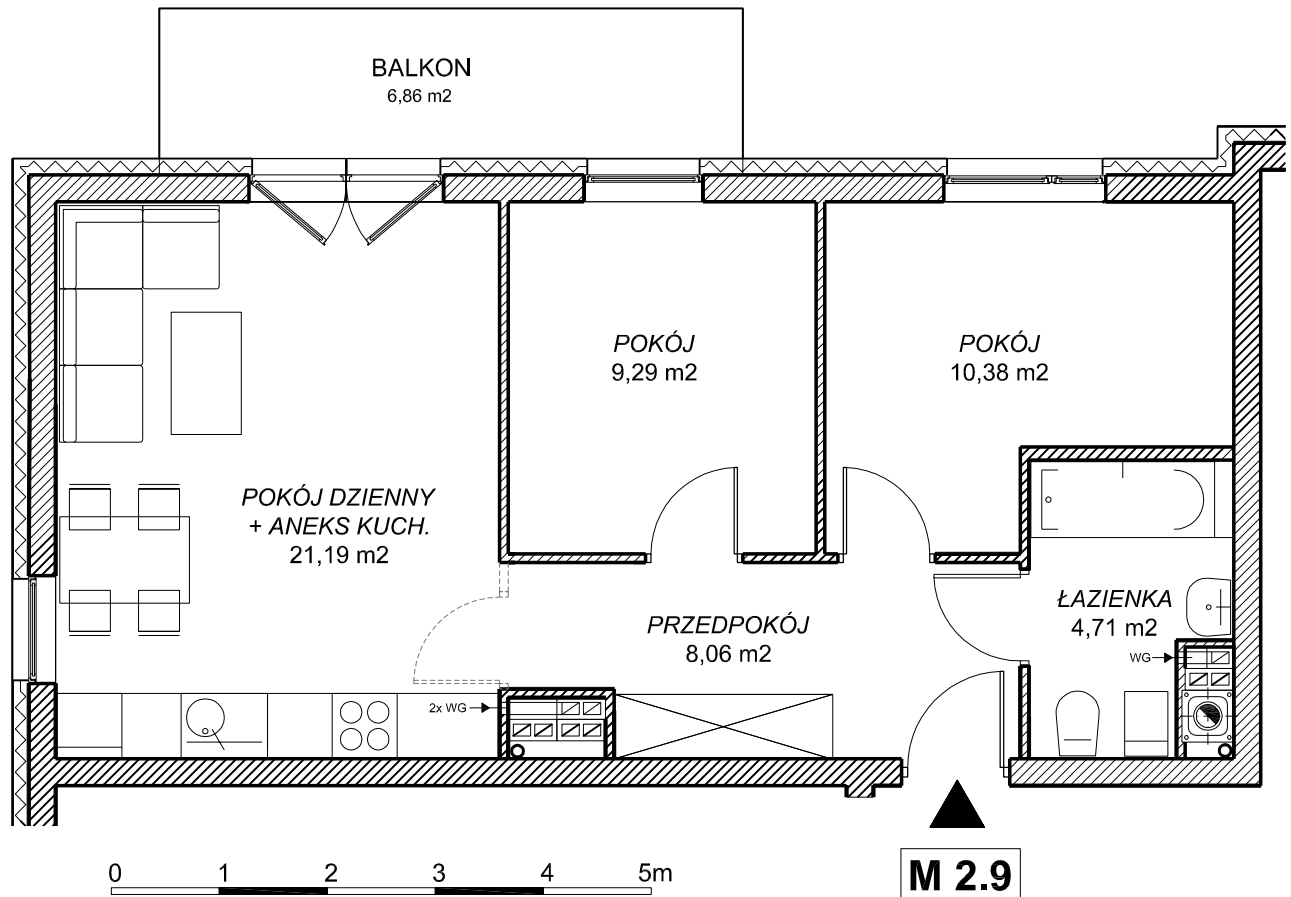 BALKON
6,86 m2
POKÓJ
9,29 m2
POKÓJ
10,38 m2
POKÓJ DZIENNY
+ ANEKS KUCH.
21,19 m2
PRZEDPOKÓJ
8,06 m2
ŁAZIENKA
4,71 m2
WG
2x WG
0 1 2 3 4 5m
M 2.9